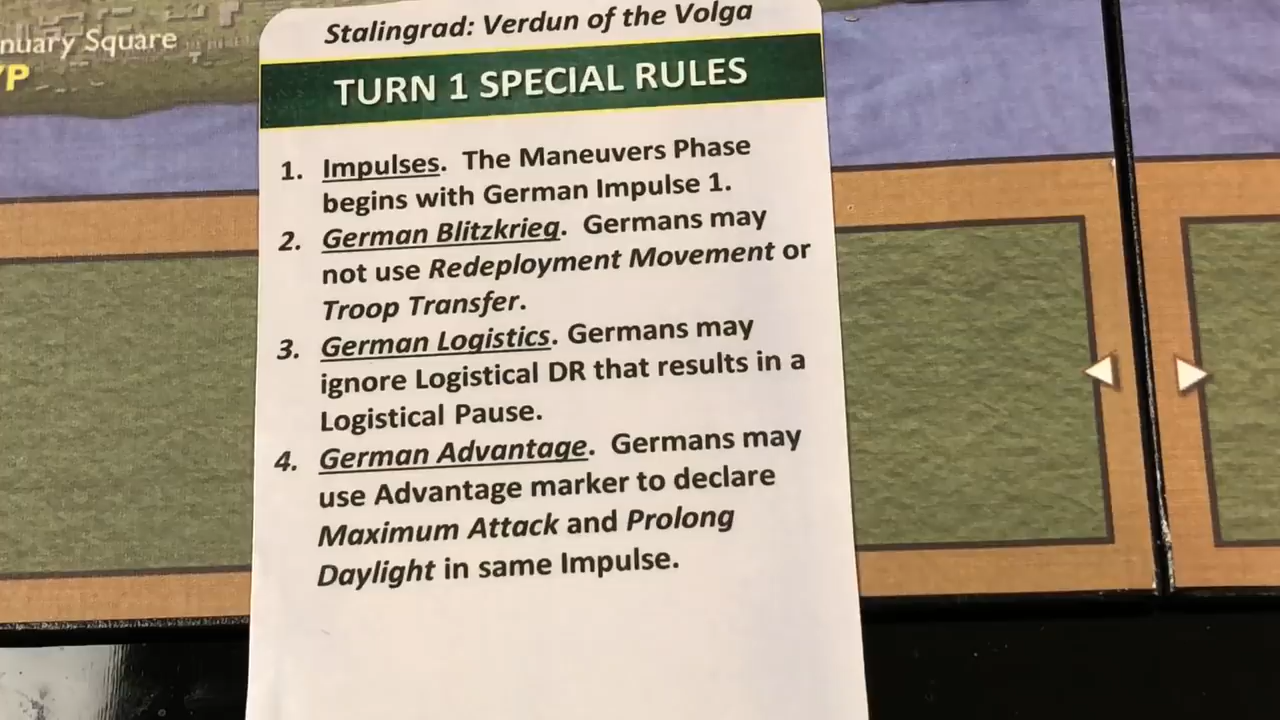 nuary Square
VP
Stalingrad: Verdun of the Volga
TURN 1 SPECIAL RULES
1. Impulses. The Maneuvers Phase
begins with German Impulse 1.
2. German Blitzkrieg. Germans may
not use Redeployment Movement or
Troop Transfer.
3. German Logistics. Germans may
ignore Logistical DR that results in a
Logistical Pause.
4. German Advantage. Germans may
use Advantage marker to declare
Maximum Attack and Prolong
Daylight in same Impulse.